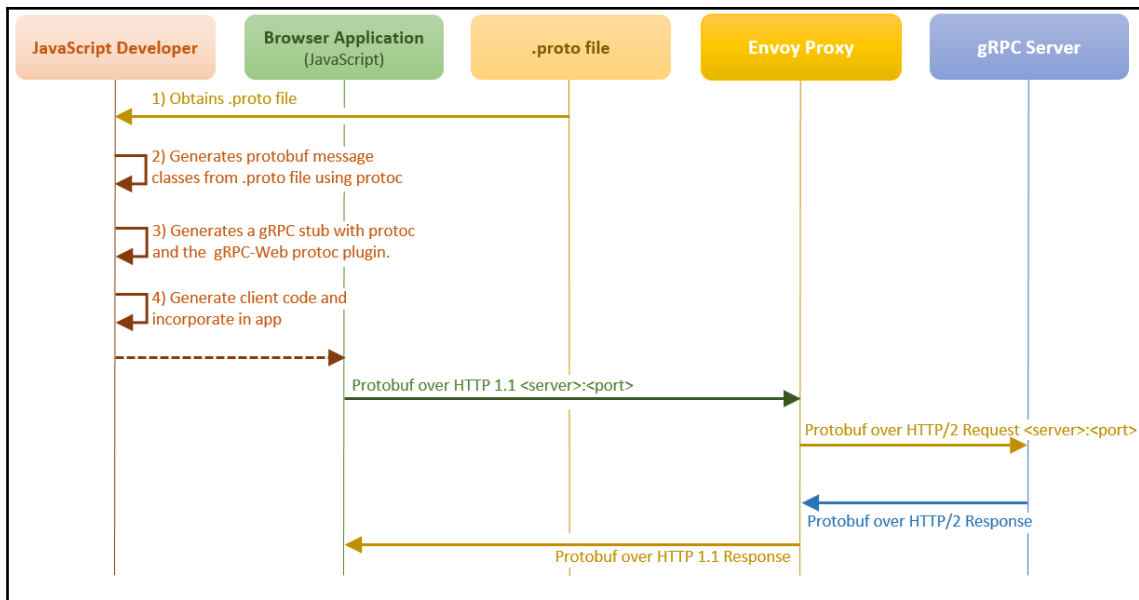 JavaScript Developer
Browser Application
(JavaScript)
.proto file
Envoy Proxy
gRPC Server
1) Obtains .proto file
2) Generates protobuf message
classes from .proto file using protoc
3) Generates a gRPC stub with protoc
and the  gRPC-Web protoc plugin.
4) Generate client code and
incorporate in app
Protobuf over HTTP 1.1 <server>:<port>
Protobuf over HTTP/2 Request <server>:<port>
Protobuf over HTTP/2 Response
Protobuf over HTTP 1.1 Response